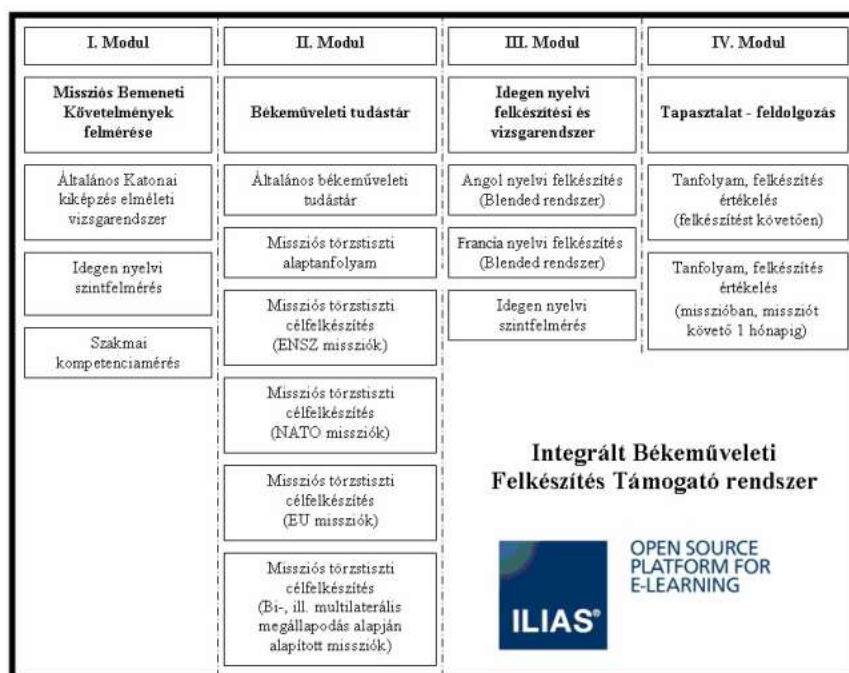 I. Modul
Missziós Bemeneti
Követelmények
felmérése
Általános Katonai
kiképzés elméleti
vizsgarendszer
Idegen nyelvi
szintfelmérés
Szakmai
kompetenciamérés
II. Modul
Békeműveleti tudástár
Általános békeműveleti
tudástár
Missziós törzstiszti
alaptanfolyam
Missziós törzstiszti
célfelkészítés
(ENSZ missziók)
Missziós törzstiszti
célfelkészítés
(NATO missziók)
Missziós törzstiszti
célfelkészítés
(EU missziók)
Missziós törzstiszti
célfelkészítés
(Bi-, ill. multilaterális
megállapodás alapján
alapított missziók)
III. Modul
Idegen nyelvi
felkészítési és
vizsgarendszer
Angol nyelvi felkészítés
(Blended rendszer)
Francia nyelvi felkészítés
(Blended rendszer)
Idegen nyelvi
szintfelmérés
IV. Modul
Tapasztalat - feldolgozás
Tanfolyam, felkészítés
értékelés
(felkészítést követően)
Tanfolyam, felkészítés
értékelés
(misszióban, missziót
követő 1 hónapig)
Integrált Békeműveleti
Felkészítés Támogató rendszer
ILIAS®
OPEN SOURCE
PLATFORM FOR
E-LEARNING